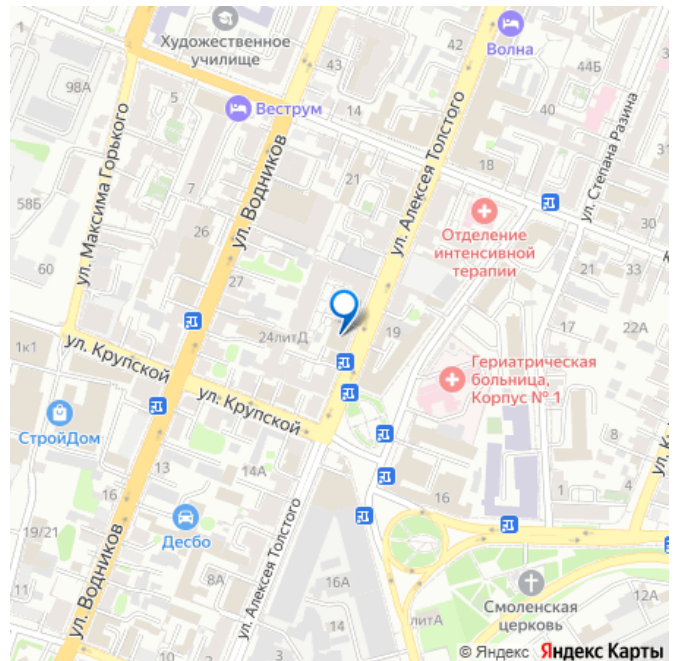 Художественное
училище
42
Волна
1
43
44Б
98А
5
Веструм
14
40
ул. Максима Горького
ул. Водников
ул. Алексея Толстого
ул. Степана Разина
31
21
18
58Б
26
Отделение
интенсивной
терапии
30
60
27
21
33
24литД
19
22А
1к1
ул. Крупской
ул. Крупской
Гериатрическая
больница,
Корпус № 1
17
СтройДом
13
14А
16
16
1
4
Десбо
19/21
ул. Водников
ул. Алексея Толстого
8А
16А
11
литА
Смоленская
церковь
12А
© Яндекс Яндекс Карты